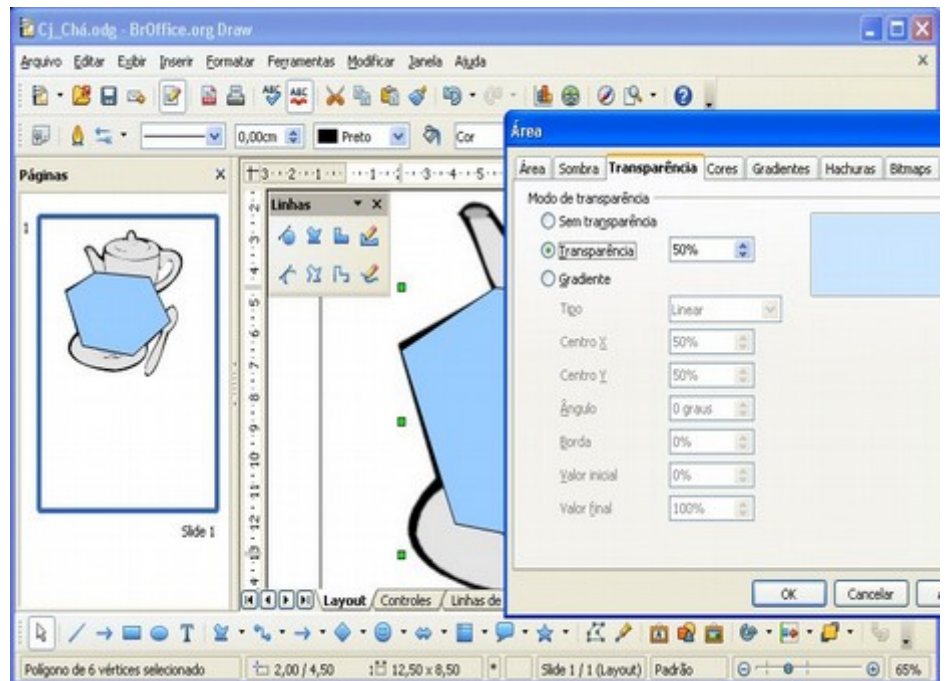 Cj_Chá.odg - BrOffice.org Draw
Arquivo Editar Exibir Inserir Formatar Ferramentas Modificar Janela Ajuda
0,00cm Preto Cor
Páginas
1
Slide 1
Linhas
Layout Controles Linhas de
Área
Área Sombra Transparência Cores Gradientes Hachuras Bitmaps
Modo de transparência
Sem transparência
Transparência 50%
Gradiente
Tipo Linear
Centro X 50%
Centro Y 50%
Ângulo 0 graus
Borda 0%
Valor inicial 0%
Valor final 100%
OK Cancelar
Polígono de 6 vértices selecionado 2,00 / 4,50 12,50 x 8,50 * Slide 1 / 1 (Layout) Padrão 65%